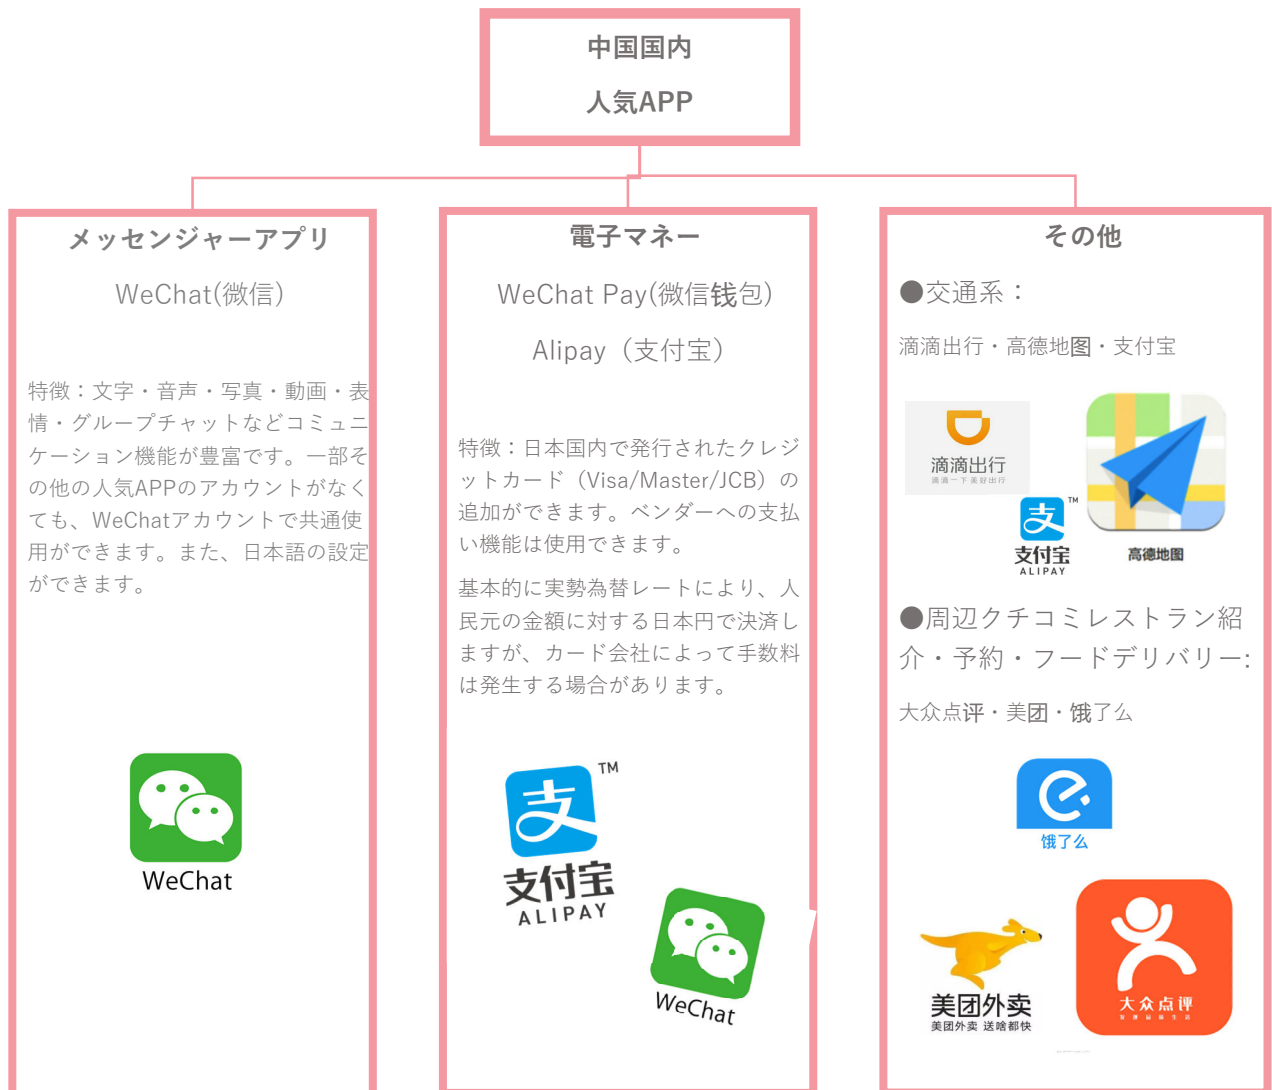 中国国内
人気APP
メッセンジャーアプリ
WeChat(微信)
特徴：文字・音声・写真・動画・表
情・グループチャットなどコミュニ
ケーション機能が豊富です。一部そ
の他の人気APPのアカウントがなく
ても、WeChatアカウントで共通使
用ができます。また、日本語の設定
ができます。
WeChat
電子マネー
WeChat Pay(微信钱包)
Alipay（支付宝）
特徴：日本国内で発行されたクレジ
ットカード（Visa/Master/JCB）の
追加ができます。ベンダーへの支払
い機能は使用できます。
基本的に実勢為替レートにより、人
民元の金額に対する日本円で決済し
ますが、カード会社によって手数料
は発生する場合があります。
支 TM
支付宝
ALIPAY
WeChat
その他
●交通系：
滴滴出行・高德地图・支付宝
滴滴出行
滴滴一下 美好出行
支 TM
支付宝
ALIPAY
高德地图
●周辺クチコミレストラン紹
介・予約・フードデリバリー:
大众点评・美团・饿了么
饿了么
美团外卖
美团外卖 送啥都快
大众点评